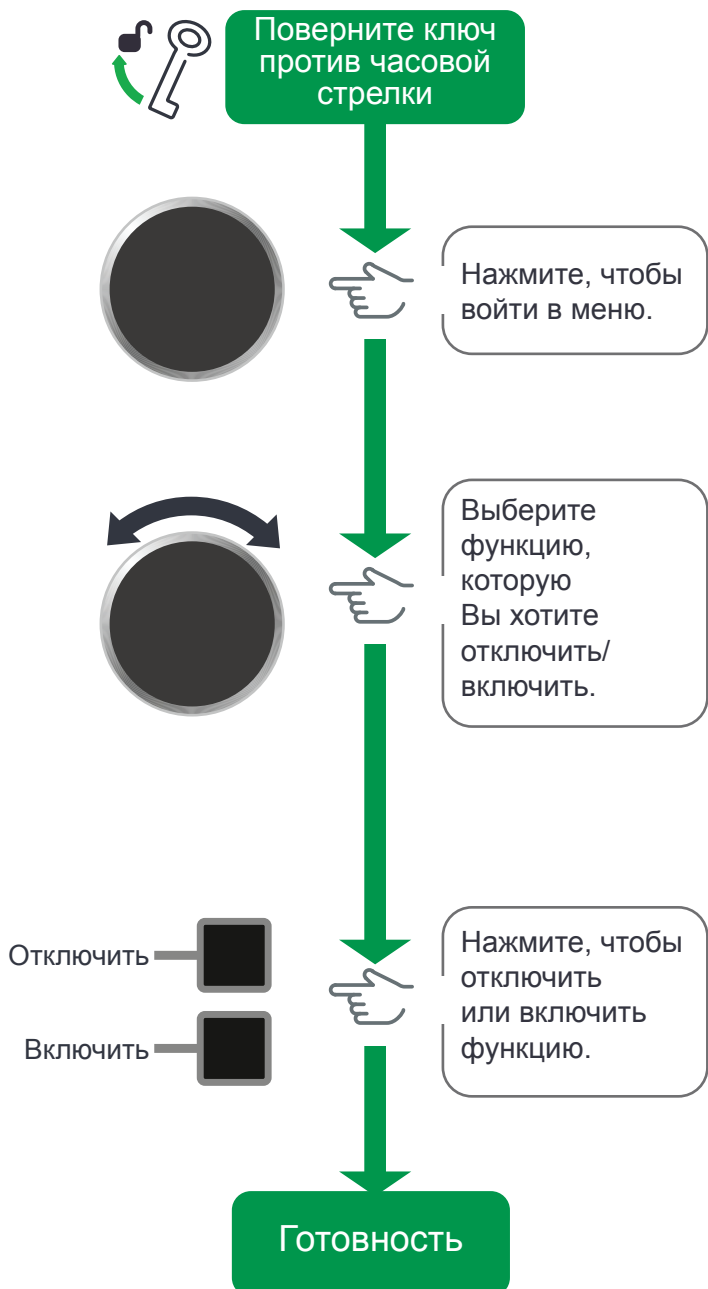 Поверните ключ
против часовой
стрелки
Нажмите, чтобы
войти в меню.
Выберите
функцию,
которую
Вы хотите
отключить/
включить.
Отключить
Включить
Нажмите, чтобы
отключить
или включить
функцию.
Готовность